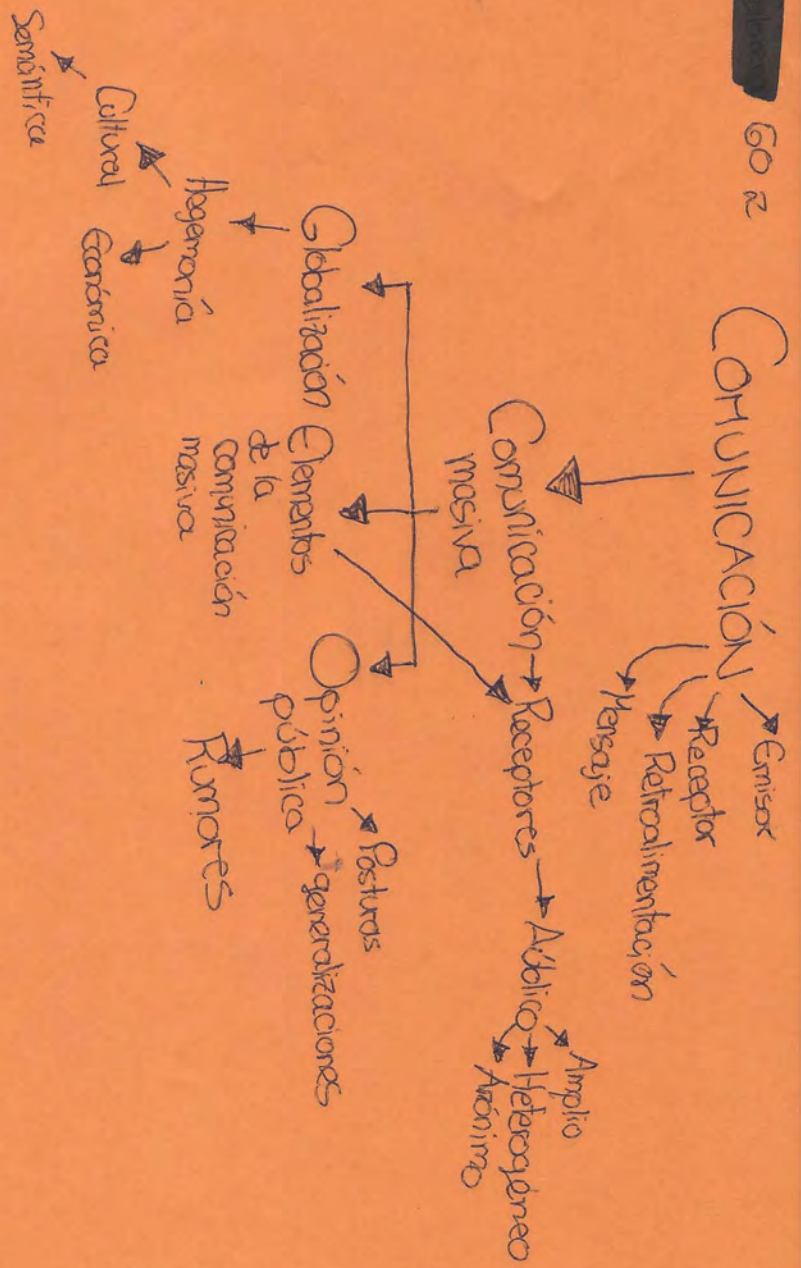 60 2
COMUNICACIÓN
Emisor
Receptor
Retroalimentación
Mensaje
Comunicación
masiva
Receptores
Público
Amplio
Heterogéneo
Anónimo
Globalización
Hegemonía
Cultural
Económica
Semántica
Elementos
de la
comunicación
masiva
Opinión
pública
Posturas
generalizaciones
Rumores